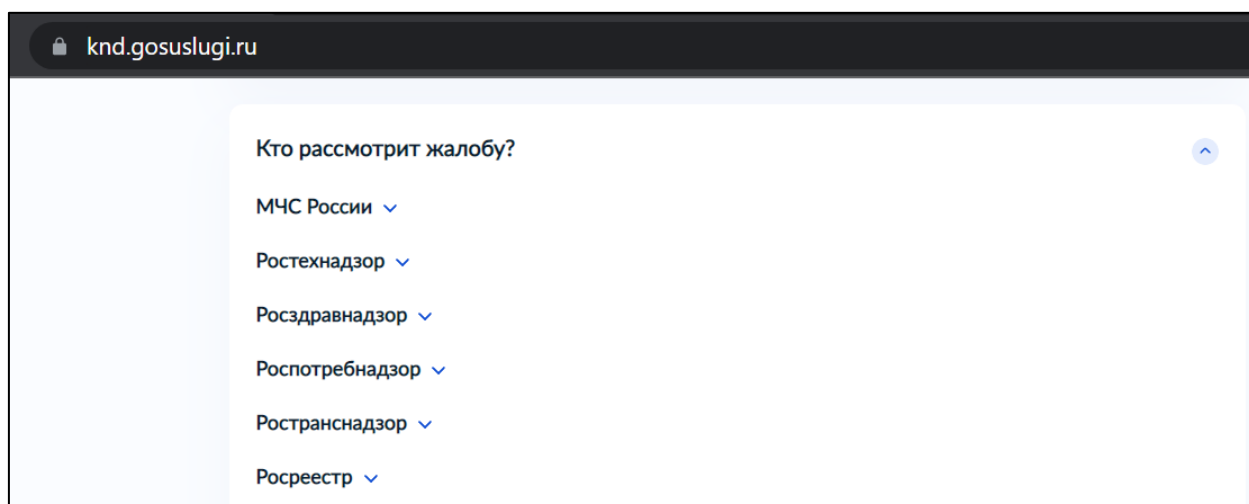 knd.gosuslugi.ru
Кто рассмотрит жалобу?
МЧС России
Ростехнадзор
Росздравнадзор
Роспотребнадзор
Ространснадзор
Росреестр